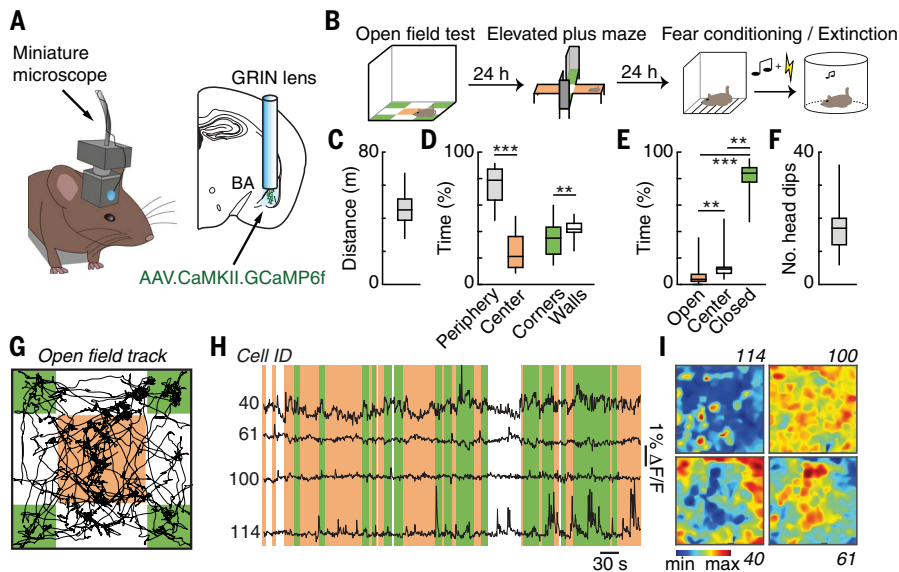 A
Miniature
microscope
GRIN lens
BA
AAV.CaMKII.GCaMP6f
B
Open field test
24 h
Elevated plus maze
24 h
Fear conditioning / Extinction
+
C
Distance (m)
80
0
D
Time (%)
100
0
***
**
Periphery
Center
Corners
Walls
E
Time (%)
100
0
**
***
**
Open
Center
Closed
F
No. head dips
40
0
G
Open field track
H
Cell ID
40
61
100
114
1% ΔF/F
30 s
I
114
100
40
61
min
max